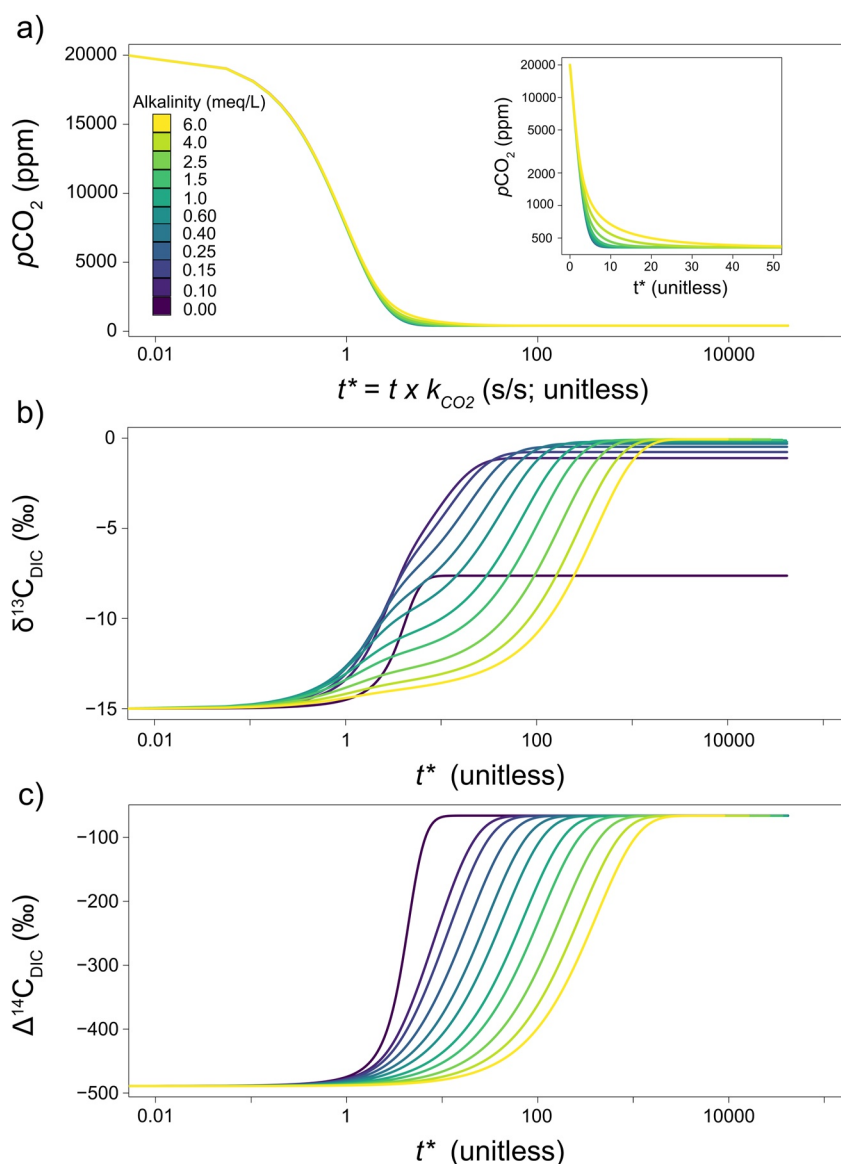 a)
20000
15000
10000
5000
0
pCO₂ (ppm)
Alkalinity (meq/L)
6.0
4.0
2.5
1.5
1.0
0.60
0.40
0.25
0.15
0.10
0.00
20000
10000
5000
2000
1000
500
pCO₂ (ppm)
0 10 20 30 40 50
t* (unitless)
0.01 1 100 10000
t* = t x k_CO2 (s/s; unitless)
b)
0
−5
−10
−15
δ¹³C_DIC (‰)
0.01 1 100 10000
t* (unitless)
c)
−100
−200
−300
−400
−500
Δ¹⁴C_DIC (‰)
0.01 1 100 10000
t* (unitless)